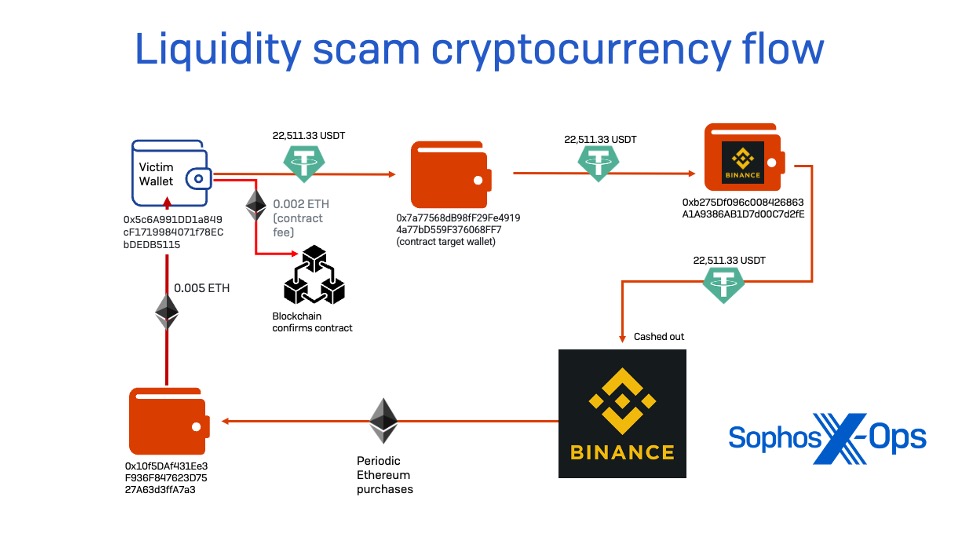 Liquidity scam cryptocurrency flow
22,511.33 USDT
22,511.33 USDT
Victim
Wallet
BINANCE
0x5c6A991DD1a849
cF1719984071f78EC
bDEDB5115
0.002 ETH
(contract
fee)
0x7a77568dB98fF29Fe4919
4a77bD559F376068FF7
(contract target wallet)
0xb275Df096c008426863
A1A9386AB1D7d00C7d2fE
22,511.33 USDT
0.005 ETH
Blockchain
confirms contract
Cashed out
BINANCE
Sophos X-Ops
0x10f5DAf431Ee3
F936F847623D75
27A63d3ffA7a3
Periodic
Ethereum
purchases